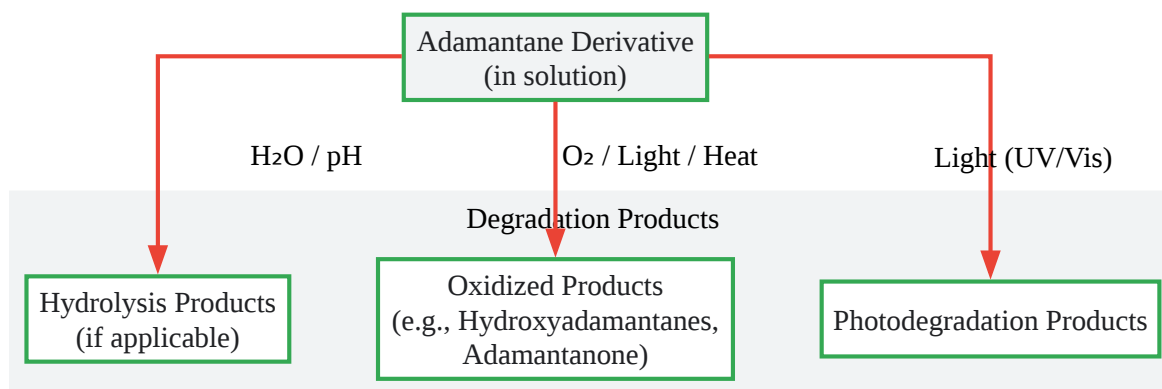 Adamantane Derivative
(in solution)
H₂O / pH
O₂ / Light / Heat
Light (UV/Vis)
Degradation Products
Hydrolysis Products
(if applicable)
Oxidized Products
(e.g., Hydroxyadamantanes,
Adamantanone)
Photodegradation Products